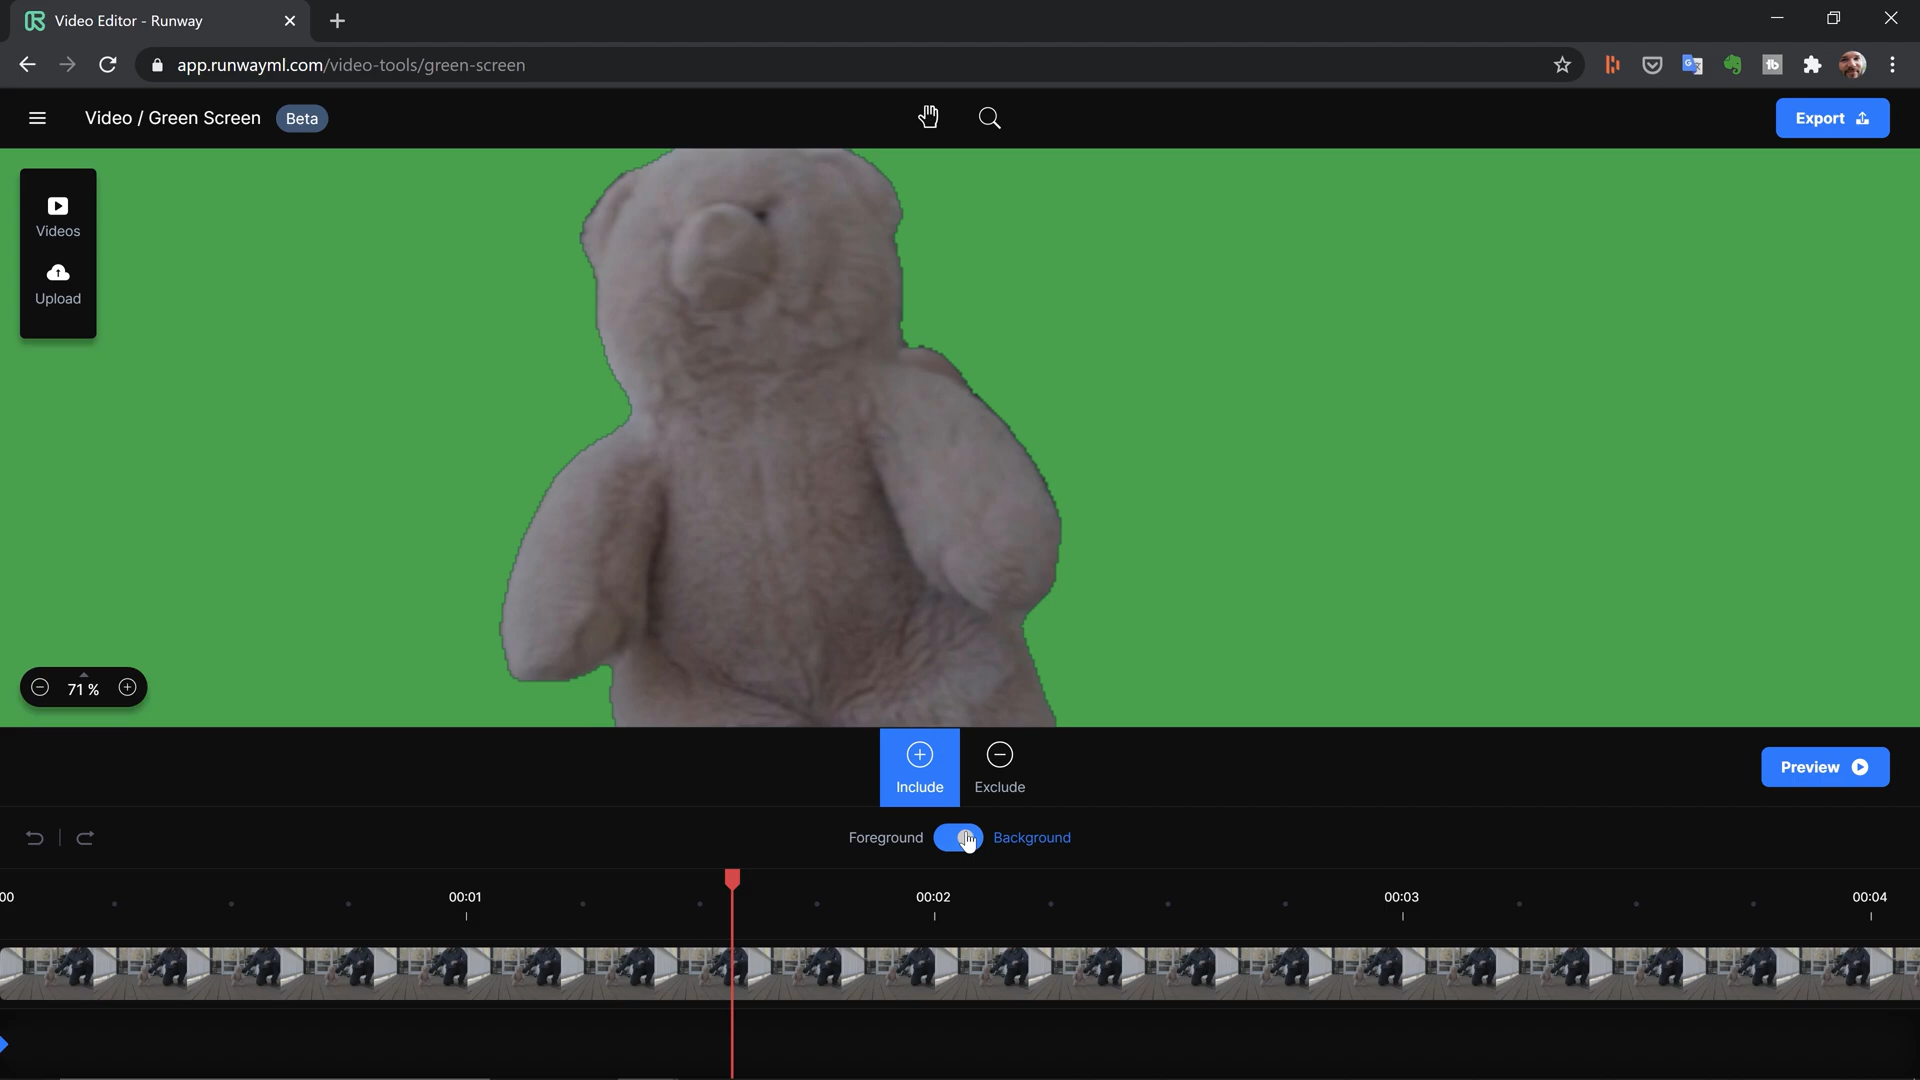 Video Editor - Runway
app.runwayml.com/video-tools/green-screen
Video / Green Screen
Beta
Export
Videos
Upload
71 %
Include
Exclude
Preview
Foreground
Background
00
00:01
00:02
00:03
00:04